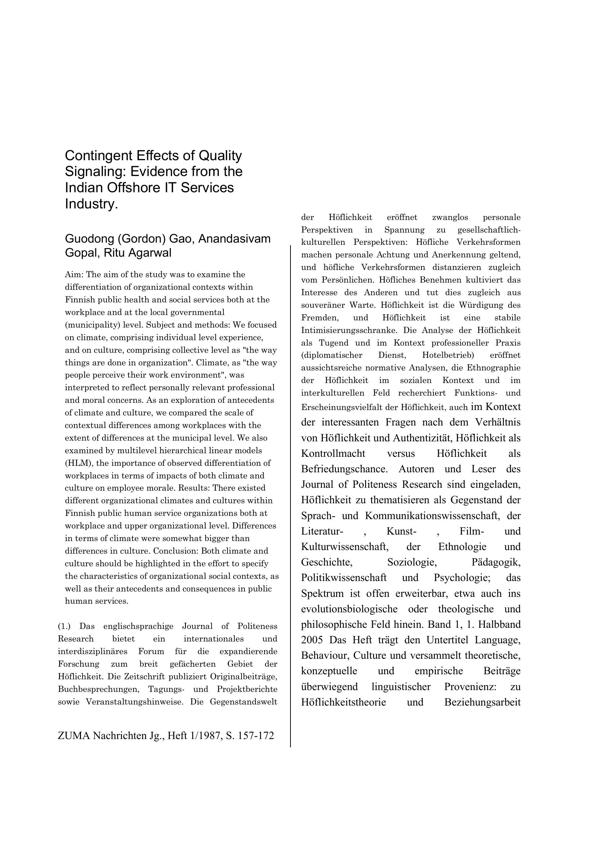 Contingent Effects of Quality
Signaling: Evidence from the
Indian Offshore IT Services
Industry.
Guodong (Gordon) Gao, Anandasivam
Gopal, Ritu Agarwal
Aim: The aim of the study was to examine the
differentiation of organizational contexts within
Finnish public health and social services both at the
workplace and at the local governmental
(municipality) level. Subject and methods: We focused
on climate, comprising individual level experience,
and on culture, comprising collective level as "the way
things are done in organization". Climate, as "the way
people perceive their work environment", was
interpreted to reflect personally relevant professional
and moral concerns. As an exploration of antecedents
of climate and culture, we compared the scale of
contextual differences among workplaces with the
extent of differences at the municipal level. We also
examined by multilevel hierarchical linear models
(HLM), the importance of observed differentiation of
workplaces in terms of impacts of both climate and
culture on employee morale. Results: There existed
different organizational climates and cultures within
Finnish public human service organizations both at
workplace and upper organizational level. Differences
in terms of climate were somewhat bigger than
differences in culture. Conclusion: Both climate and
culture should be highlighted in the effort to specify
the characteristics of organizational social contexts, as
well as their antecedents and consequences in public
human services.
(1.) Das englischsprachige Journal of Politeness
Research bietet ein internationales und
interdisziplinäres Forum für die expandierende
Forschung zum breit gefächerten Gebiet der
Höflichkeit. Die Zeitschrift publiziert Originalbeiträge,
Buchbesprechungen, Tagungs- und Projektberichte
sowie Veranstaltungshinweise. Die Gegenstandswelt
ZUMA Nachrichten Jg., Heft 1/1987, S. 157-172
der Höflichkeit eröffnet zwanglos personale
Perspektiven in Spannung zu gesellschaftlich-
kulturellen Perspektiven: Höfliche Verkehrsformen
machen personale Achtung und Anerkennung geltend,
und höfliche Verkehrsformen distanzieren zugleich
vom Persönlichen. Höfliches Benehmen kultiviert das
Interesse des Anderen und tut dies zugleich aus
souveräner Warte. Höflichkeit ist die Würdigung des
Fremden, und Höflichkeit ist eine stabile
Intimisierungsschranke. Die Analyse der Höflichkeit
als Tugend und im Kontext professioneller Praxis
(diplomatischer Dienst, Hotelbetrieb) eröffnet
aussichtsreiche normative Analysen, die Ethnographie
der Höflichkeit im sozialen Kontext und im
interkulturellen Feld recherchiert Funktions- und
Erscheinungsvielfalt der Höflichkeit, auch im Kontext
der interessanten Fragen nach dem Verhältnis
von Höflichkeit und Authentizität, Höflichkeit als
Kontrollmacht versus Höflichkeit als
Befriedungschance. Autoren und Leser des
Journal of Politeness Research sind eingeladen,
Höflichkeit zu thematisieren als Gegenstand der
Sprach- und Kommunikationswissenschaft, der
Literatur- , Kunst- , Film- und
Kulturwissenschaft, der Ethnologie und
Geschichte, Soziologie, Pädagogik,
Politikwissenschaft und Psychologie; das
Spektrum ist offen erweiterbar, etwa auch ins
evolutionsbiologische oder theologische und
philosophische Feld hinein. Band 1, 1. Halbband
2005 Das Heft trägt den Untertitel Language,
Behaviour, Culture und versammelt theoretische,
konzeptuelle und empirische Beiträge
überwiegend linguistischer Provenienz: zu
Höflichkeitstheorie und Beziehungsarbeit